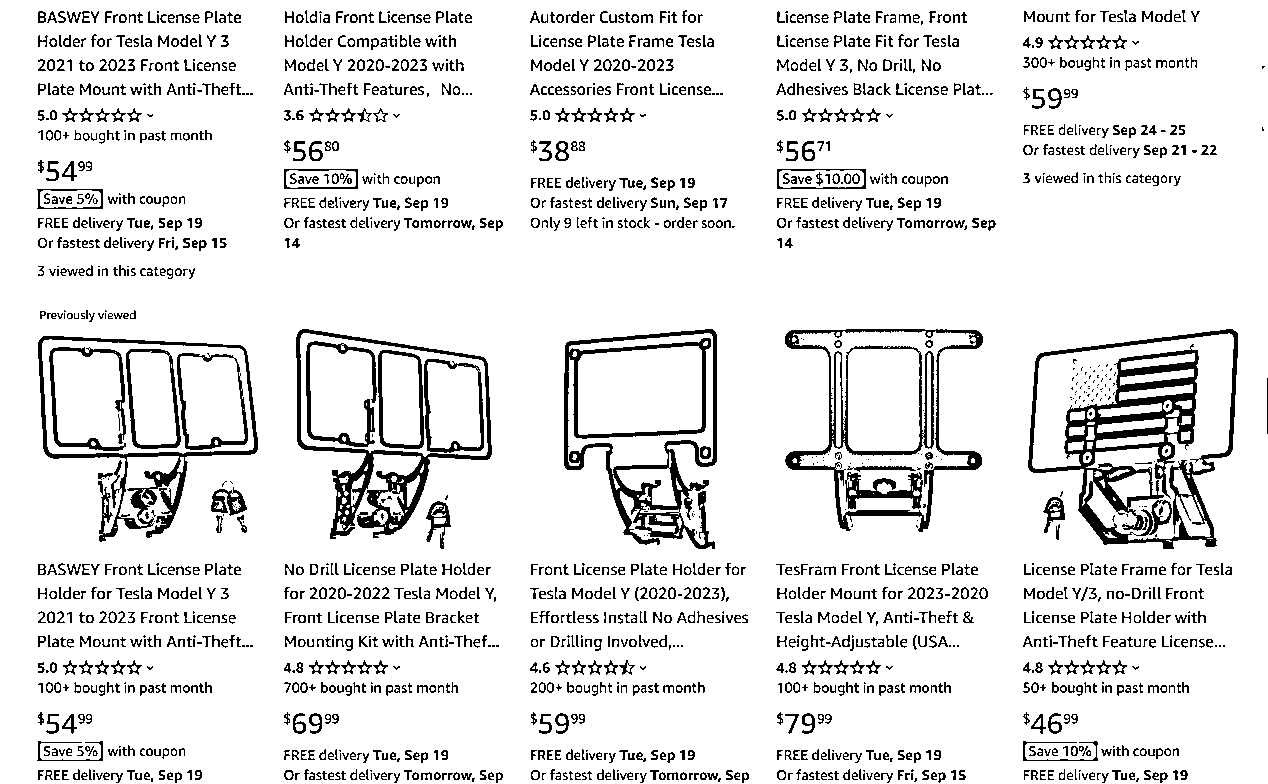 BASWEY Front License Plate
Holder for Tesla Model Y 3
2021 to 2023 Front License
Plate Mount with Anti-Theft...
5.0
100+ bought in past month
$54.99
Save 5% with coupon
FREE delivery Tue, Sep 19
Or fastest delivery Fri, Sep 15
3 viewed in this category
Holdia Front License Plate
Holder Compatible with
Model Y 2020-2023 with
Anti-Theft Features， No...
3.6
$56.80
Save 10% with coupon
FREE delivery Tue, Sep 19
Or fastest delivery Tomorrow, Sep
14
Autorder Custom Fit for
License Plate Frame Tesla
Model Y 2020-2023
Accessories Front License...
5.0
$38.88
FREE delivery Tue, Sep 19
Or fastest delivery Sun, Sep 17
Only 9 left in stock - order soon.
License Plate Frame, Front
License Plate Fit for Tesla
Model Y 3, No Drill, No
Adhesives Black License Plat...
5.0
$56.71
Save $10.00 with coupon
FREE delivery Tue, Sep 19
Or fastest delivery Tomorrow, Sep
14
Mount for Tesla Model Y
4.9
300+ bought in past month
$59.99
FREE delivery Sep 24 - 25
Or fastest delivery Sep 21 - 22
3 viewed in this category
Previously viewed
BASWEY Front License Plate
Holder for Tesla Model Y 3
2021 to 2023 Front License
Plate Mount with Anti-Theft...
5.0
100+ bought in past month
$54.99
Save 5% with coupon
FREE delivery Tue, Sep 19
No Drill License Plate Holder
for 2020-2022 Tesla Model Y,
Front License Plate Bracket
Mounting Kit with Anti-Thef...
4.8
700+ bought in past month
$69.99
FREE delivery Tue, Sep 19
Or fastest delivery Tomorrow, Sep
Front License Plate Holder for
Tesla Model Y (2020-2023),
Effortless Install No Adhesives
or Drilling Involved,...
4.6
200+ bought in past month
$59.99
FREE delivery Tue, Sep 19
Or fastest delivery Tomorrow, Sep
TesFram Front License Plate
Holder Mount for 2023-2020
Tesla Model Y, Anti-Theft &
Height-Adjustable (USA...
4.8
100+ bought in past month
$79.99
FREE delivery Tue, Sep 19
Or fastest delivery Fri, Sep 15
License Plate Frame for Tesla
Model Y/3, no-Drill Front
License Plate Holder with
Anti-Theft Feature License...
4.8
50+ bought in past month
$46.99
Save 10% with coupon
FREE delivery Tue, Sep 19